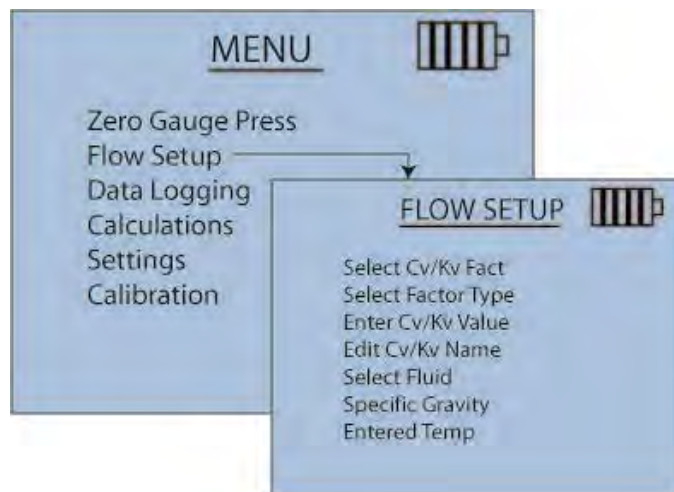 MENU
Zero Gauge Press
Flow Setup
Data Logging
Calculations
Settings
Calibration
FLOW SETUP
Select Cv/Kv Fact
Select Factor Type
Enter Cv/Kv Value
Edit Cv/Kv Name
Select Fluid
Specific Gravity
Entered Temp